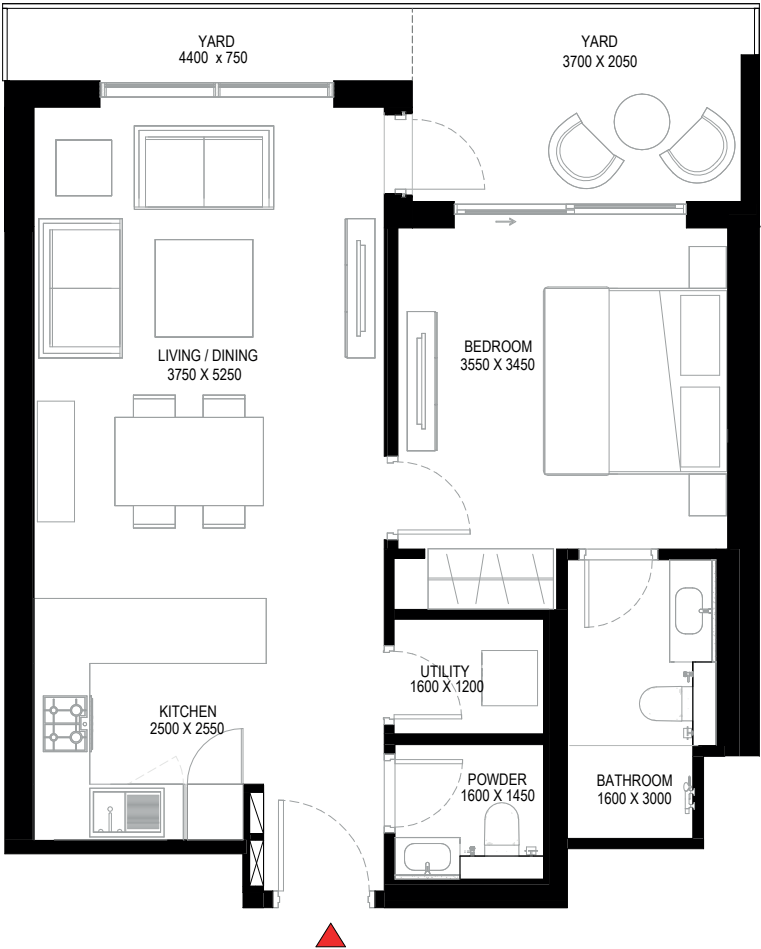 YARD
4400 x 750
YARD
3700 X 2050
LIVING / DINING
3750 X 5250
BEDROOM
3550 X 3450
UTILITY
1600 X 1200
KITCHEN
2500 X 2550
POWDER
1600 X 1450
BATHROOM
1600 X 3000